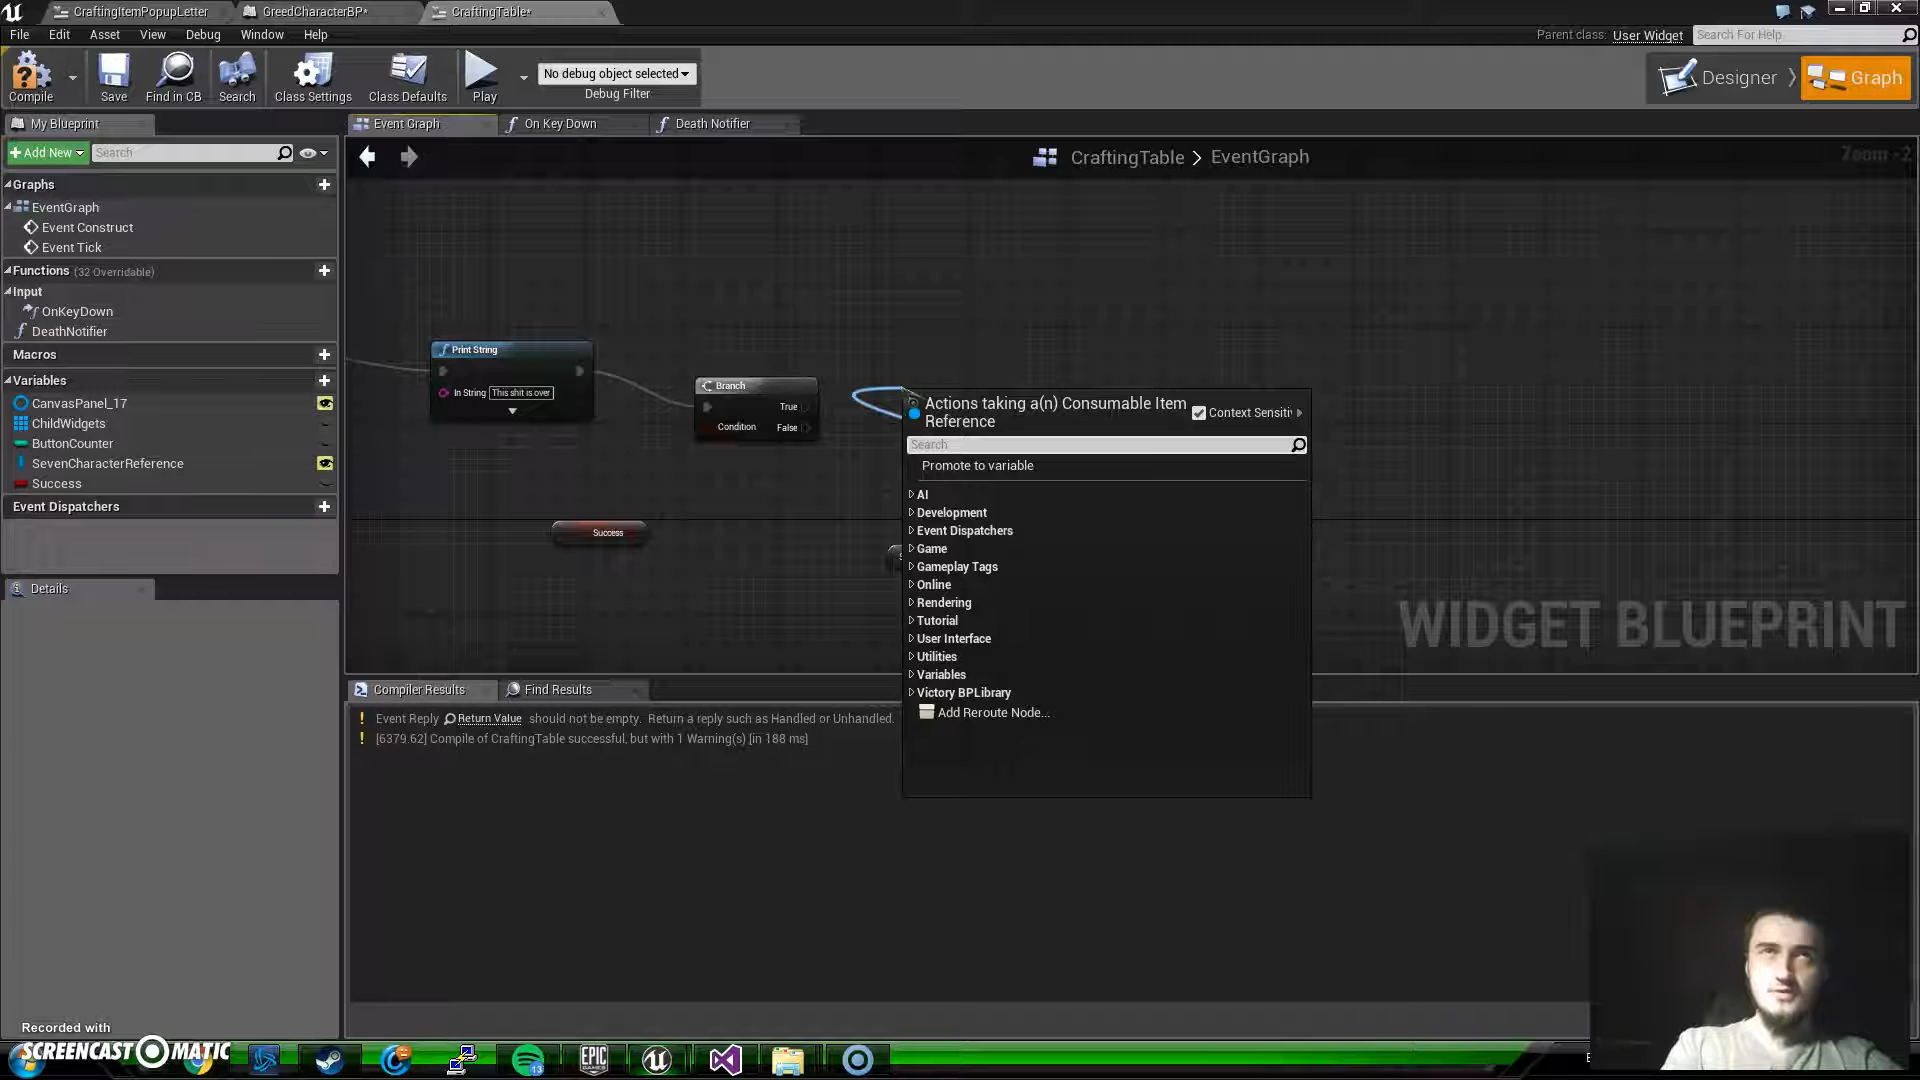 CraftingItemPopupLetter
GreedCharacterBP*
CraftingTable*
File Edit Asset View Debug Window Help
Parent class: User Widget
Search For Help
Compile
Save
Find in CB
Search
Class Settings
Class Defaults
Play
No debug object selected
Debug Filter
Designer
Graph
My Blueprint
Event Graph
On Key Down
Death Notifier
Add New
Search
CraftingTable > EventGraph
Zoom -2
Graphs
EventGraph
Event Construct
Event Tick
Functions (32 Overridable)
Input
OnKeyDown
DeathNotifier
Macros
Variables
CanvasPanel_17
ChildWidgets
ButtonCounter
SevenCharacterReference
Success
Event Dispatchers
Details
Print String
In String This shit is over
Branch
True
Condition False
Success
Actions taking a(n) Consumable Item
Reference
Context Sensiti
Search
Promote to variable
AI
Development
Event Dispatchers
Game
Gameplay Tags
Online
Rendering
Tutorial
User Interface
Utilities
Variables
Victory BPLibrary
Add Reroute Node...
WIDGET BLUEPRINT
Compiler Results
Find Results
Event Reply Return Value should not be empty. Return a reply such as Handled or Unhandled.
[6379.62] Compile of CraftingTable successful, but with 1 Warning(s) [in 188 ms]
Recorded with
SCREENCAST MATIC
13
EPIC
GAMES